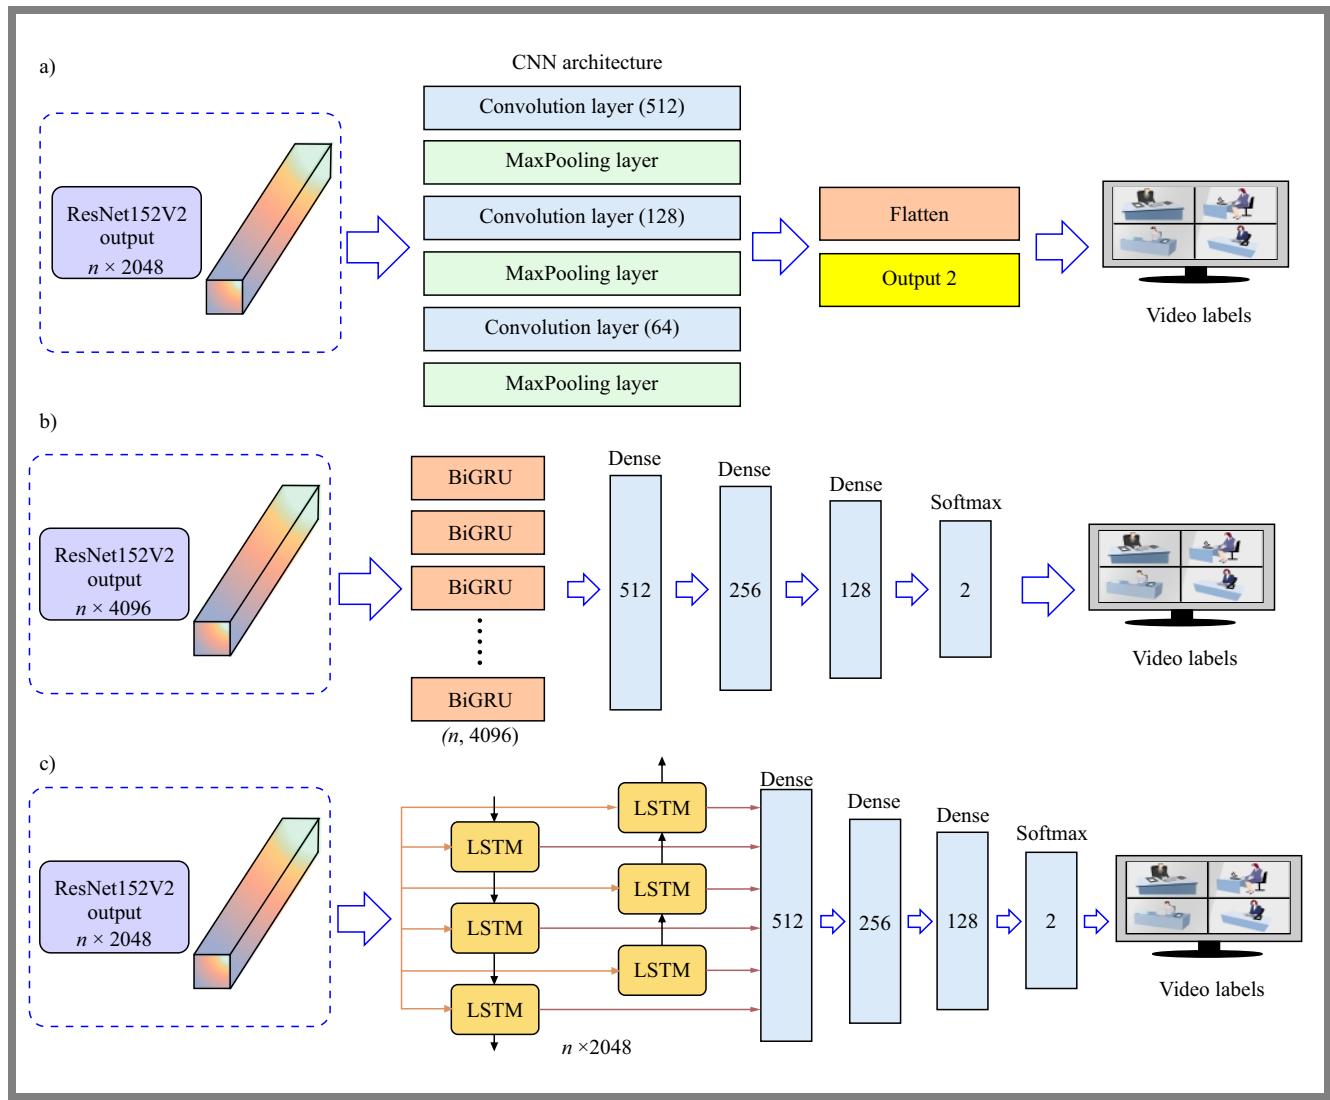 a)
CNN architecture
Convolution layer (512)
MaxPooling layer
Convolution layer (128)
MaxPooling layer
Convolution layer (64)
MaxPooling layer
ResNet152V2
output
n × 2048
Flatten
Output 2
Video labels
b)
ResNet152V2
output
n × 4096
BiGRU
BiGRU
BiGRU
BiGRU
(n, 4096)
Dense
512
Dense
256
Dense
128
Softmax
2
Video labels
c)
ResNet152V2
output
n × 2048
LSTM
LSTM
LSTM
LSTM
LSTM
LSTM
n ×2048
Dense
512
Dense
256
Dense
128
Softmax
2
Video labels